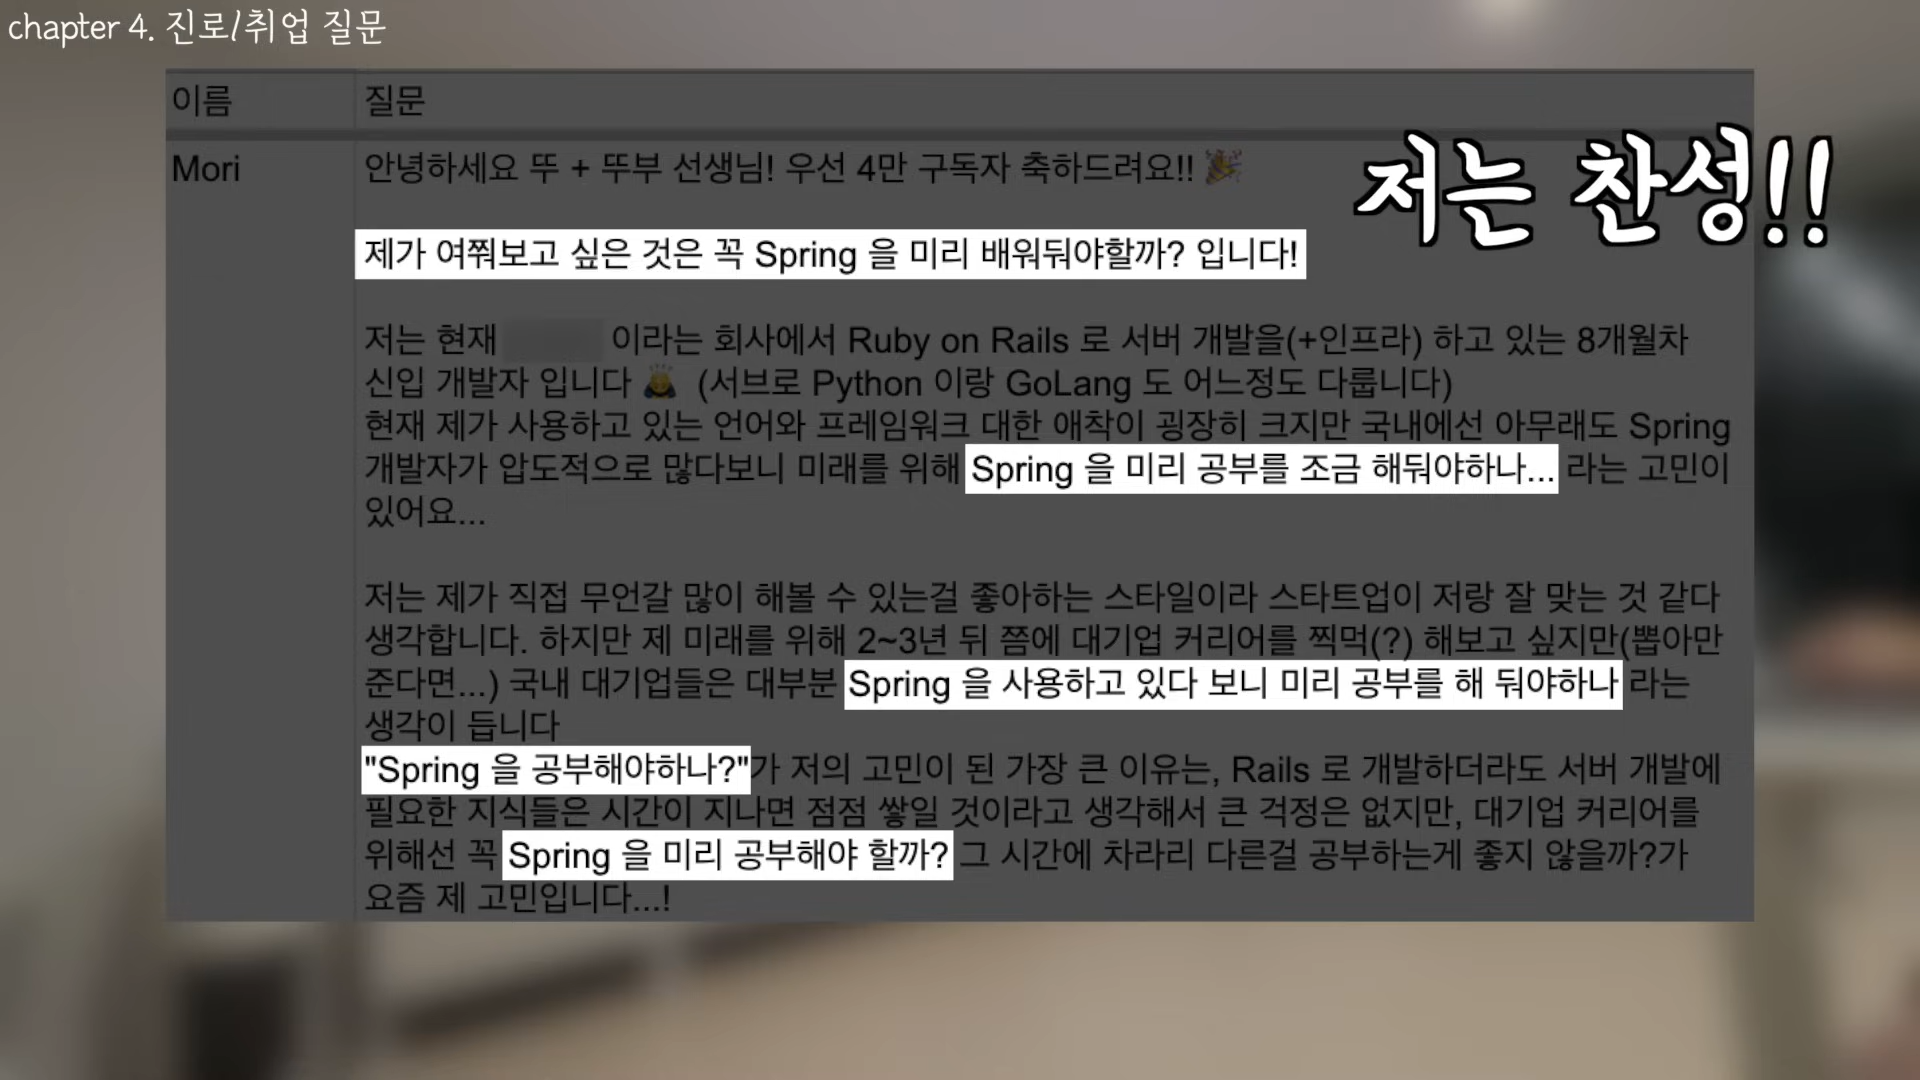 chapter 4. 진로/취업 질문
이름 질문
저는 찬성!!
Mori 안녕하세요 뚜 + 뚜부 선생님! 우선 4만 구독자 축하드려요!! 🎉
제가 여쭤보고 싶은 것은 꼭 Spring 을 미리 배워둬야할까? 입니다!
저는 현재 이라는 회사에서 Ruby on Rails 로 서버 개발을(+인프라) 하고 있는 8개월차
신입 개발자 입니다 🙇 (서브로 Python 이랑 GoLang 도 어느정도 다룹니다)
현재 제가 사용하고 있는 언어와 프레임워크 대한 애착이 굉장히 크지만 국내에선 아무래도 Spring
개발자가 압도적으로 많다보니 미래를 위해 Spring 을 미리 공부를 조금 해둬야하나... 라는 고민이
있어요...
저는 제가 직접 무언갈 많이 해볼 수 있는걸 좋아하는 스타일이라 스타트업이 저랑 잘 맞는 것 같다
생각합니다. 하지만 제 미래를 위해 2~3년 뒤 쯤에 대기업 커리어를 찍먹(?) 해보고 싶지만(뽑아만
준다면...) 국내 대기업들은 대부분 Spring 을 사용하고 있다 보니 미리 공부를 해 둬야하나 라는
생각이 듭니다
"Spring 을 공부해야하나?"가 저의 고민이 된 가장 큰 이유는, Rails 로 개발하더라도 서버 개발에
필요한 지식들은 시간이 지나면 점점 쌓일 것이라고 생각해서 큰 걱정은 없지만, 대기업 커리어를
위해선 꼭 Spring 을 미리 공부해야 할까? 그 시간에 차라리 다른걸 공부하는게 좋지 않을까?가
요즘 제 고민입니다...!